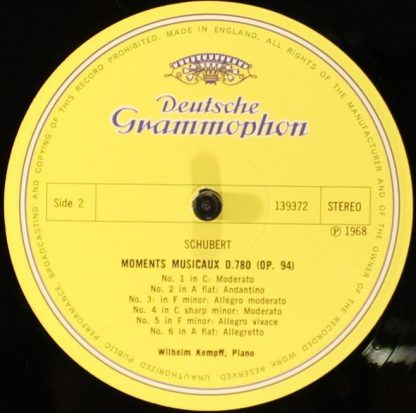 ALL RIGHTS OF THE MANUFACTURER AND OF THE OWNER OF THE RECORDED WORK RESERVED. UNAUTHORIZED PUBLIC PERFORMANCE, BROADCASTING AND COPYING OF THIS RECORD PROHIBITED. MADE IN ENGLAND.
Deutsche
Grammophon
Side 2 139372 STEREO
℗ 1968
SCHUBERT
MOMENTS MUSICAUX D.780 (OP. 94)
No. 1 in C: Moderato
No. 2 in A flat: Andantino
No. 3: in F minor: Allegro moderato
No. 4 in C sharp minor: Moderato
No. 5 in F minor: Allegro vivace
No. 6 in A flat: Allegretto
Wilhelm Kempff, Piano